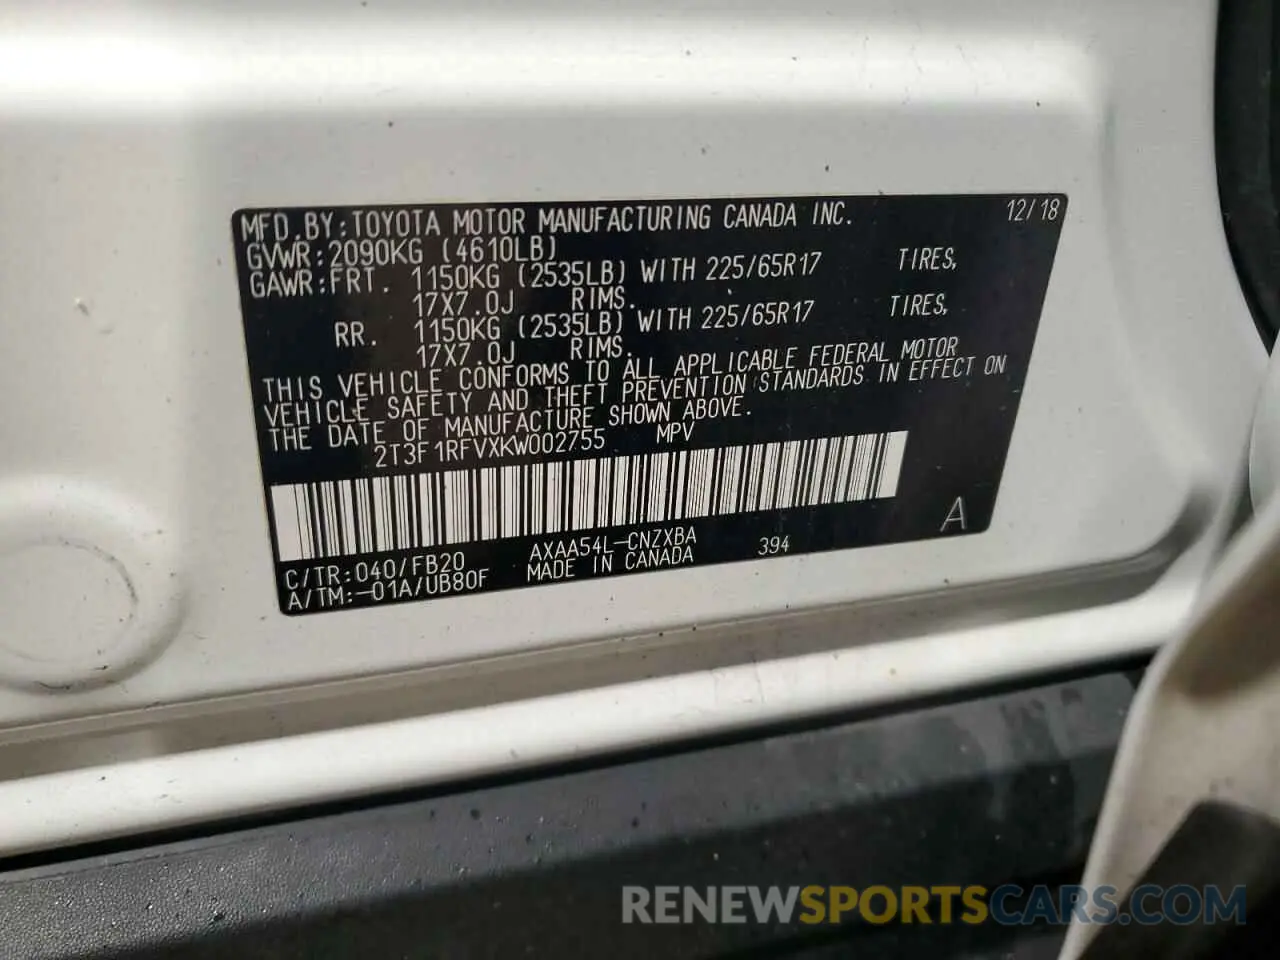 MFD. BY: TOYOTA MOTOR MANUFACTURING CANADA INC. 12/18
GVWR: 2090KG (4610LB)
GAWR: FRT. 1150KG (2535LB) WITH 225/65R17 TIRES,
17X7.0J RIMS.
RR. 1150KG (2535LB) WITH 225/65R17 TIRES,
17X7.0J RIMS.
THIS VEHICLE CONFORMS TO ALL APPLICABLE FEDERAL MOTOR
VEHICLE SAFETY AND THEFT PREVENTION STANDARDS IN EFFECT ON
THE DATE OF MANUFACTURE SHOWN ABOVE.
2T3F1RFVXKW002755 MPV
A
C/TR: 040/FB20 AXAA54L-CNZXBA 394
A/TM:-01A/UB80F MADE IN CANADA
RENEWSPORTSCARS.COM